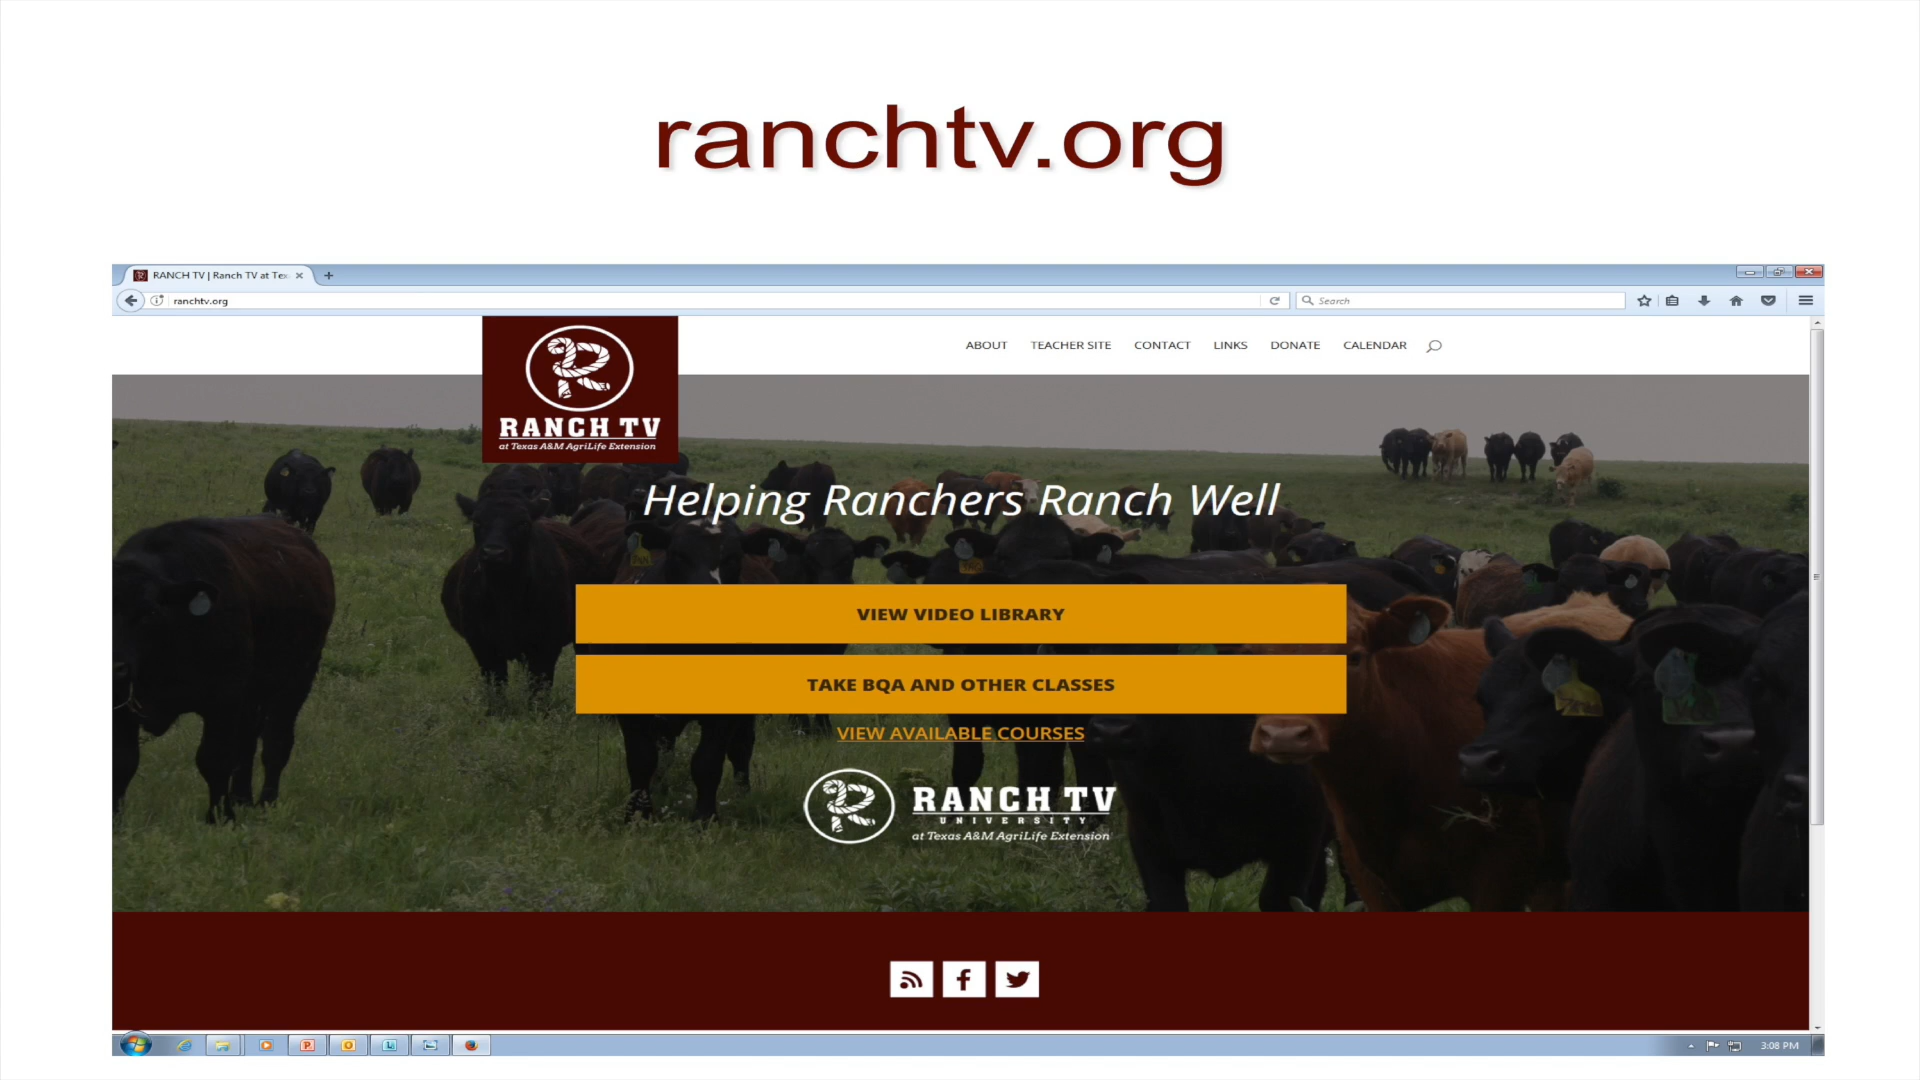 ranchtv.org
RANCH TV | Ranch TV at Tex
ranchtv.org
Search
RANCH TV
at Texas A&M AgriLife Extension
ABOUT TEACHER SITE CONTACT LINKS DONATE CALENDAR
Helping Ranchers Ranch Well
VIEW VIDEO LIBRARY
TAKE BQA AND OTHER CLASSES
VIEW AVAILABLE COURSES
RANCH TV
UNIVERSITY
at Texas A&M AgriLife Extension
3:08 PM